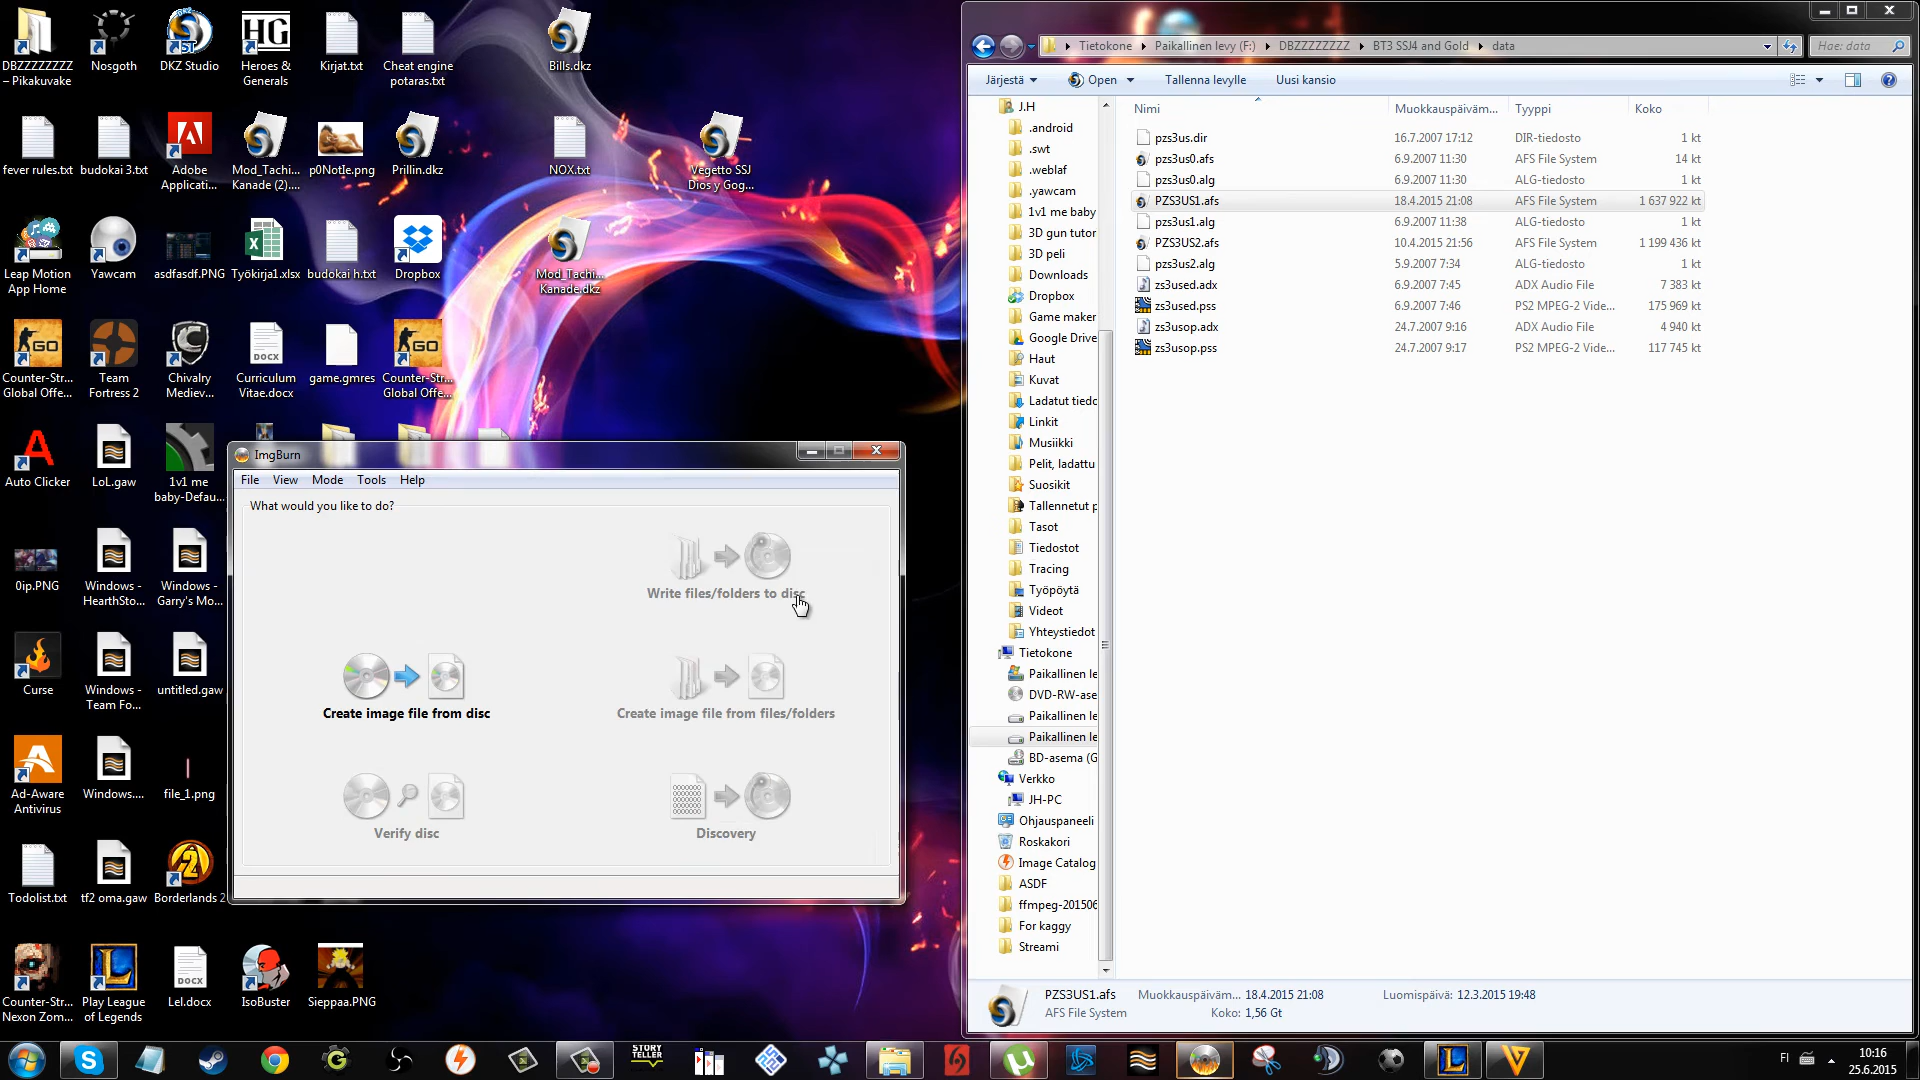 DBZZZZZZZZ
– Pikakuvake
Nosgoth
DKZ Studio
Heroes &
Generals
Kirjat.txt
Cheat engine
potaras.txt
Bills.dkz
fever rules.txt
budokai 3.txt
Adobe
Applicati...
Mod_Tachi...
Kanade (2)....
p0NotIe.png
Prillin.dkz
NOX.txt
Vegetto SSJ
Dios y Gog...
Leap Motion
App Home
Yawcam
asdfasdf.PNG
Työkirja1.xlsx
budokai h.txt
Dropbox
Mod_Tachi...
Kanade.dkz
Counter-Str...
Global Offe...
Team
Fortress 2
Chivalry
Mediev...
DOCX
Curriculum
Vitae.docx
game.gmres
Counter-Str...
Global Offe...
Auto Clicker
LoL.gaw
1v1 me
baby-Defau...
0ip.PNG
Windows -
HearthSto...
Windows -
Garry's Mo...
Curse
Windows -
Team Fo...
untitled.gaw
Ad-Aware
Antivirus
Windows....
file_1.png
Todolist.txt
tf2 oma.gaw
Borderlands 2
Counter-Str...
Nexon Zom...
Play League
of Legends
DOCX
Lel.docx
IsoBuster
Sieppaa.PNG
ImgBurn
File View Mode Tools Help
What would you like to do?
Write files/folders to disc
Create image file from disc
Create image file from files/folders
Verify disc
Discovery
Tietokone
Paikallinen levy (F:)
DBZZZZZZZZ
BT3 SSJ4 and Gold
data
Hae: data
Järjestä
Open
Tallenna levylle
Uusi kansio
J.H
.android
.swt
.weblaf
.yawcam
1v1 me baby
3D gun tutor
3D peli
Downloads
Dropbox
Game maker
Google Drive
Haut
Kuvat
Ladatut tiedo
Linkit
Musiikki
Pelit, ladattu
Suosikit
Tallennetut p
Tasot
Tiedostot
Tracing
Työpöytä
Videot
Yhteystiedot
Tietokone
Paikallinen le
DVD-RW-ase
Paikallinen le
Paikallinen le
BD-asema (G
Verkko
JH-PC
Ohjauspaneeli
Roskakori
Image Catalog
ASDF
ffmpeg-201506
For kaggy
Streami
Nimi Muokkauspäiväm... Tyyppi Koko
pzs3us.dir 16.7.2007 17:12 DIR-tiedosto 1 kt
pzs3us0.afs 6.9.2007 11:30 AFS File System 14 kt
pzs3us0.alg 6.9.2007 11:30 ALG-tiedosto 1 kt
PZS3US1.afs 18.4.2015 21:08 AFS File System 1 637 922 kt
pzs3us1.alg 6.9.2007 11:38 ALG-tiedosto 1 kt
PZS3US2.afs 10.4.2015 21:56 AFS File System 1 199 436 kt
pzs3us2.alg 5.9.2007 7:34 ALG-tiedosto 1 kt
zs3used.adx 6.9.2007 7:45 ADX Audio File 7 383 kt
zs3used.pss 6.9.2007 7:46 PS2 MPEG-2 Vide... 175 969 kt
zs3usop.adx 24.7.2007 9:16 ADX Audio File 4 940 kt
zs3usop.pss 24.7.2007 9:17 PS2 MPEG-2 Vide... 117 745 kt
PZS3US1.afs Muokkauspäiväm... 18.4.2015 21:08 Luomispäivä: 12.3.2015 19:48
AFS File System Koko: 1,56 Gt
STORY
TELLER
FI
10:16
25.6.2015